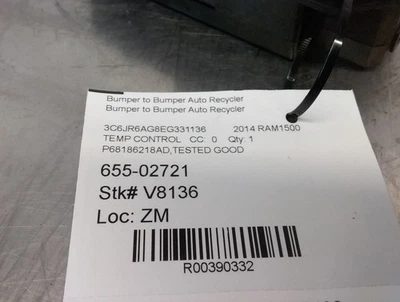 Bumper to Bumper Auto Recycler
Bumper to Bumper Auto Recycler
3C6JR6AG8EG331136 2014 RAM1500
TEMP CONTROL CC: 0 Qty: 1
P68186218AD,TESTED GOOD
655-02721
Stk# V8136
Loc: ZM
R00390332